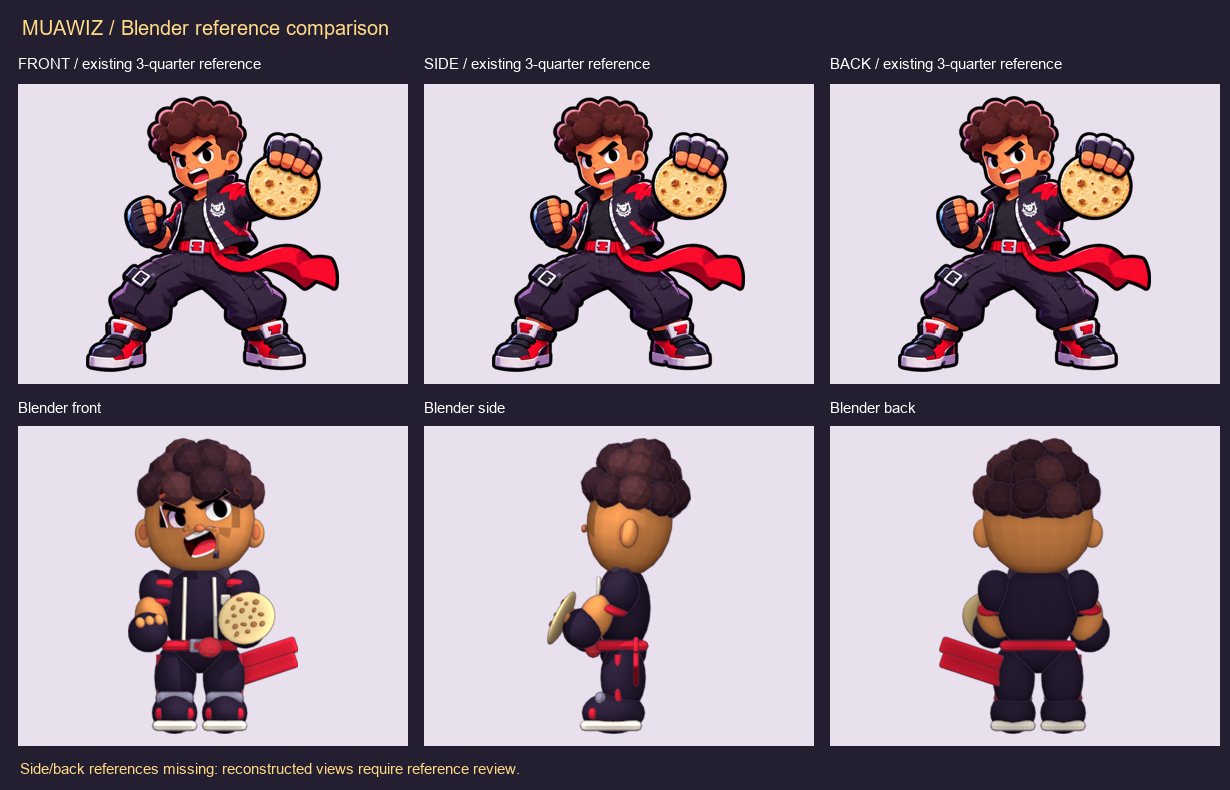 MUAWIZ / Blender reference comparison
FRONT / existing 3-quarter reference
SIDE / existing 3-quarter reference
BACK / existing 3-quarter reference
Blender front
Blender side
Blender back
Side/back references missing: reconstructed views require reference review.